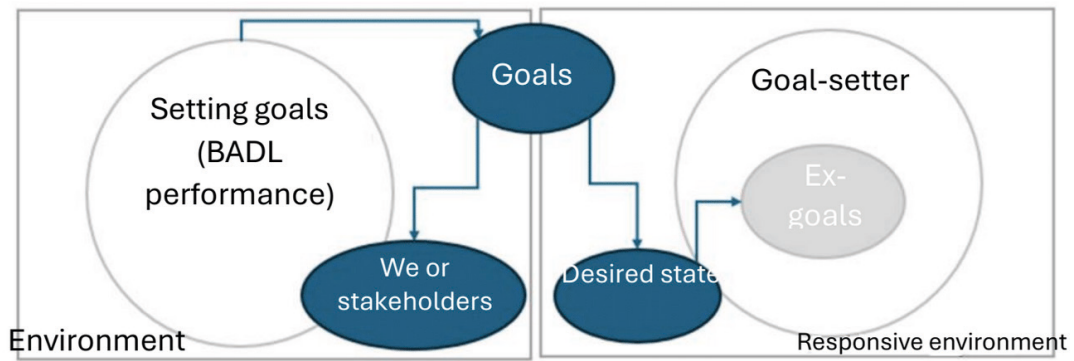 Setting goals
(BADL
performance)
Goals
We or
stakeholders
Environment
Goal-setter
Ex-
goals
Desired state
Responsive environment